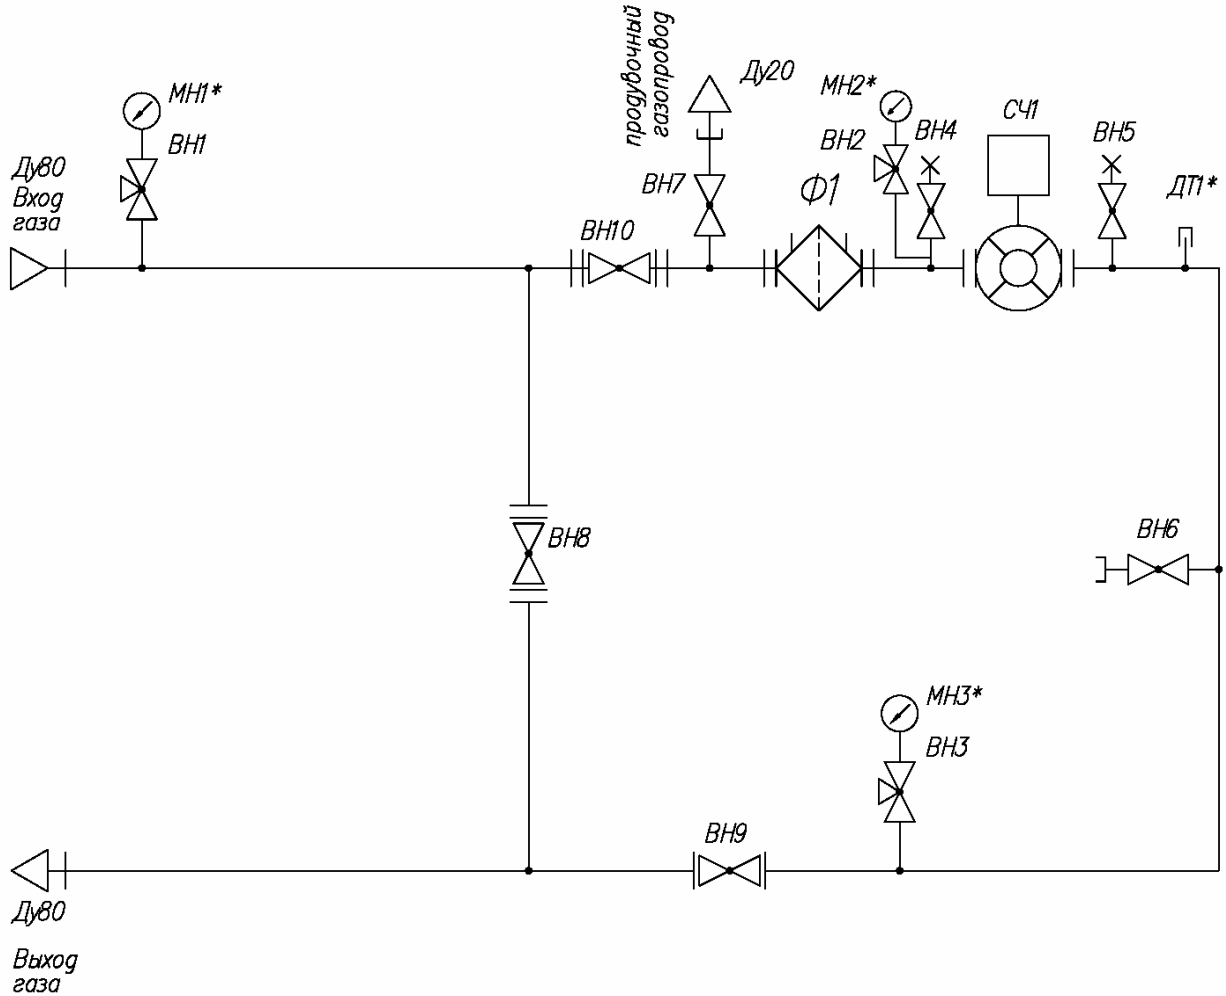 продувочный
газопровод
Ду20
МН1*
ВН1
МН2*
ВН2
ВН4
СЧ1
ВН5
Ду80
Вход
газа
ВН7
Ф1
ДТ1*
ВН10
ВН8
ВН6
МН3*
ВН3
ВН9
Ду80
Выход
газа